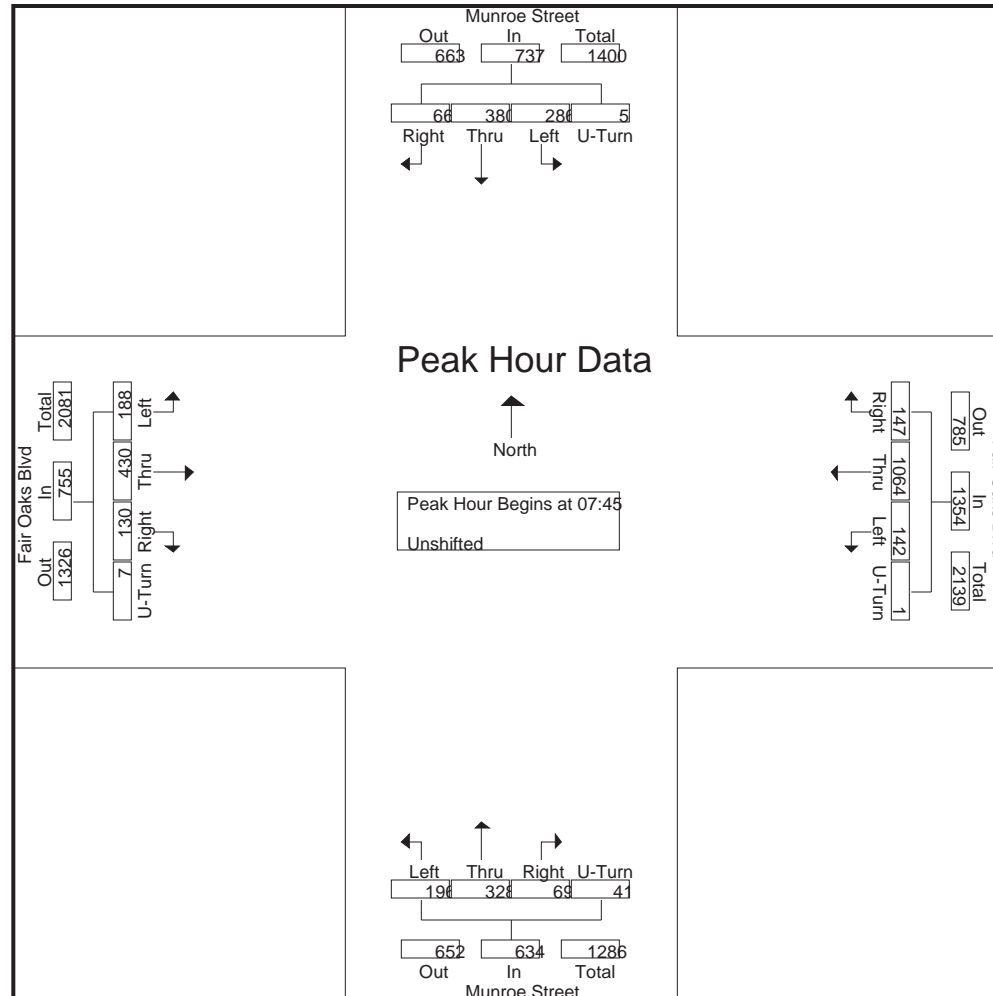 Munroe Street
Out In Total
663 737 1400
66 380 286 5
Right Thru Left U-Turn
Peak Hour Data
North
Peak Hour Begins at 07:45
Unshifted
Fair Oaks Blvd
Out In Total
1326 755 2081
7 130 430 188
U-Turn Right Thru Left
Out In Total
785 1354 2139
147 1064 142 1
Right Thru Left U-Turn
Left Thru Right U-Turn
196 328 69 41
652 634 1286
Out In Total
Munroe Street